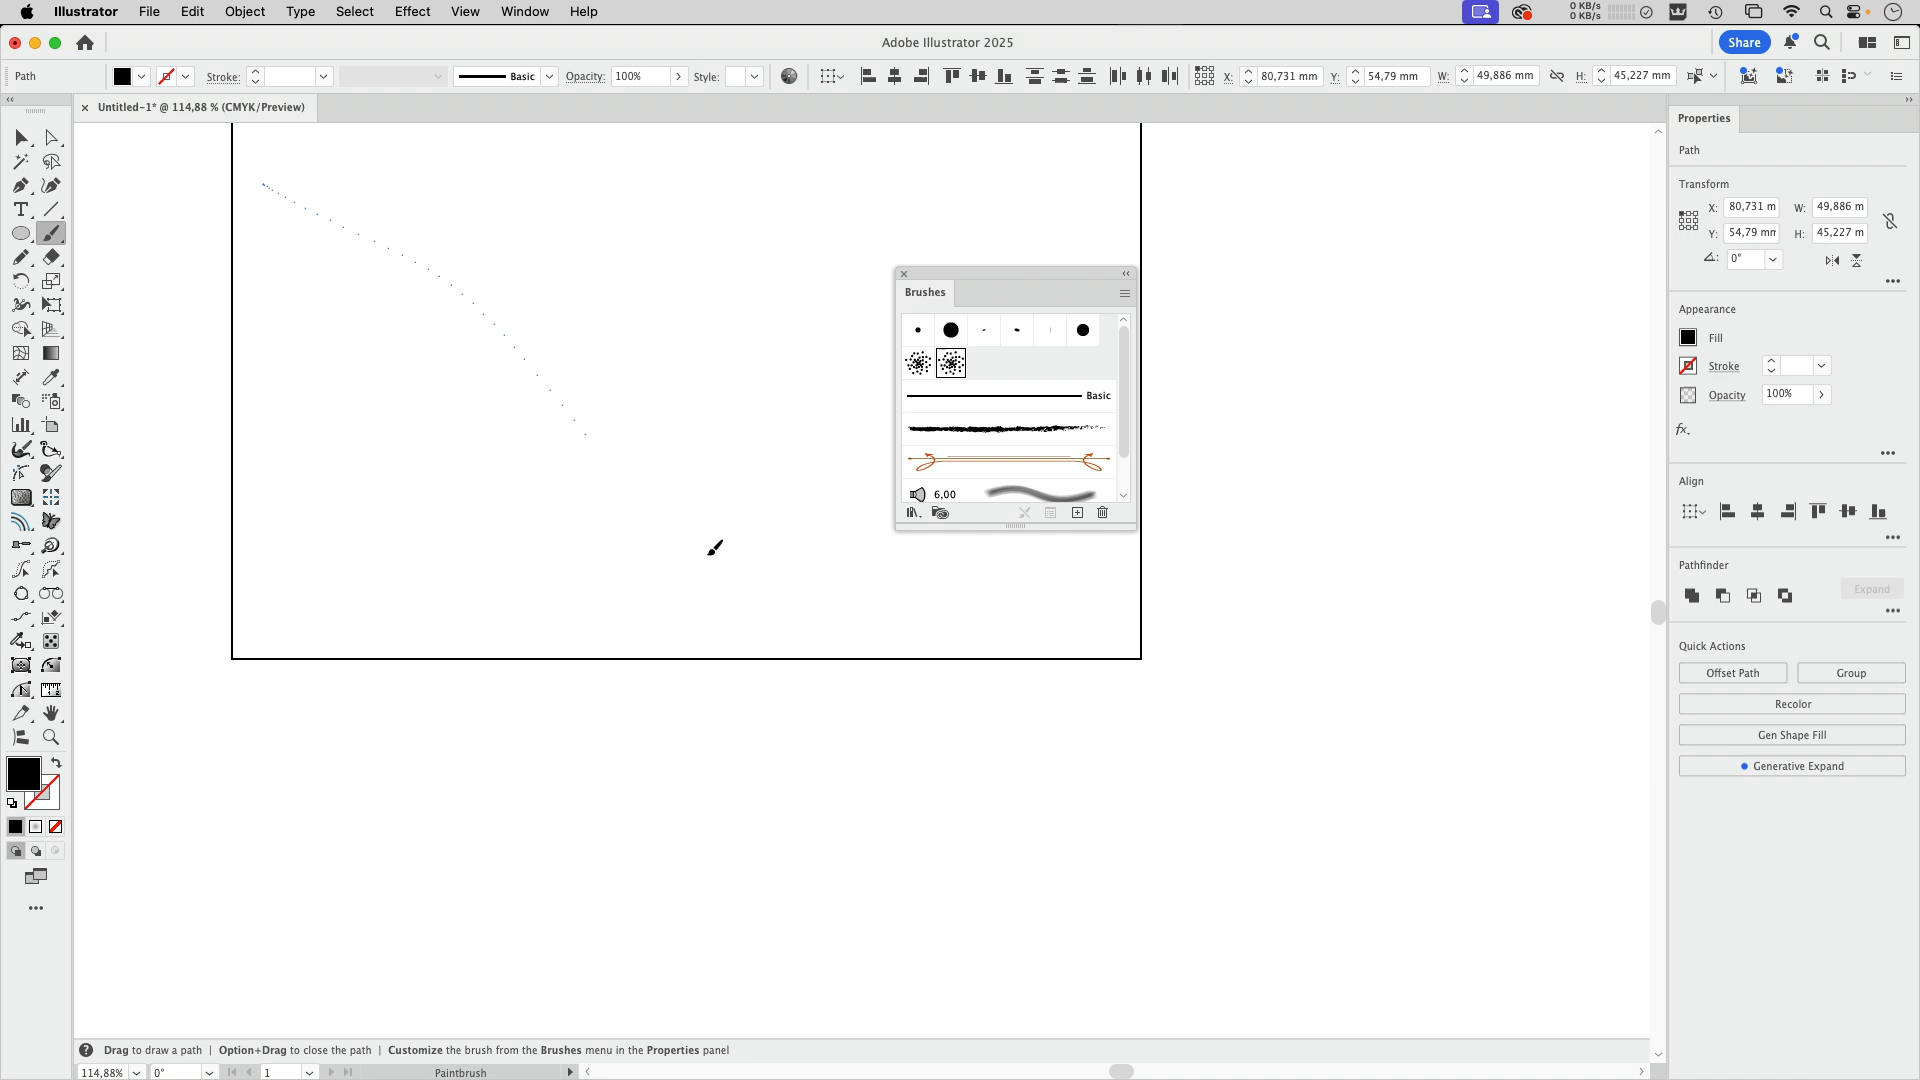 Illustrator File Edit Object Type Select Effect View Window Help
0 KB/s
0 KB/s
Adobe Illustrator 2025
Share
Path
Stroke:
Basic
Opacity: 100%
Style:
X: 80,731 mm
Y: 54,79 mm
W: 49,886 mm
H: 45,227 mm
Untitled-1* @ 114,88 % (CMYK/Preview)
Properties
Path
Transform
X: 80,731 m
W: 49,886 m
Y: 54,79 mm
H: 45,227 m
0°
Appearance
Fill
Stroke
Opacity 100%
fx.
Align
Pathfinder
Expand
Quick Actions
Offset Path
Group
Recolor
Gen Shape Fill
Generative Expand
Brushes
Basic
6,00
Drag to draw a path | Option+Drag to close the path | Customize the brush from the Brushes menu in the Properties panel
114,88%
0°
1
Paintbrush